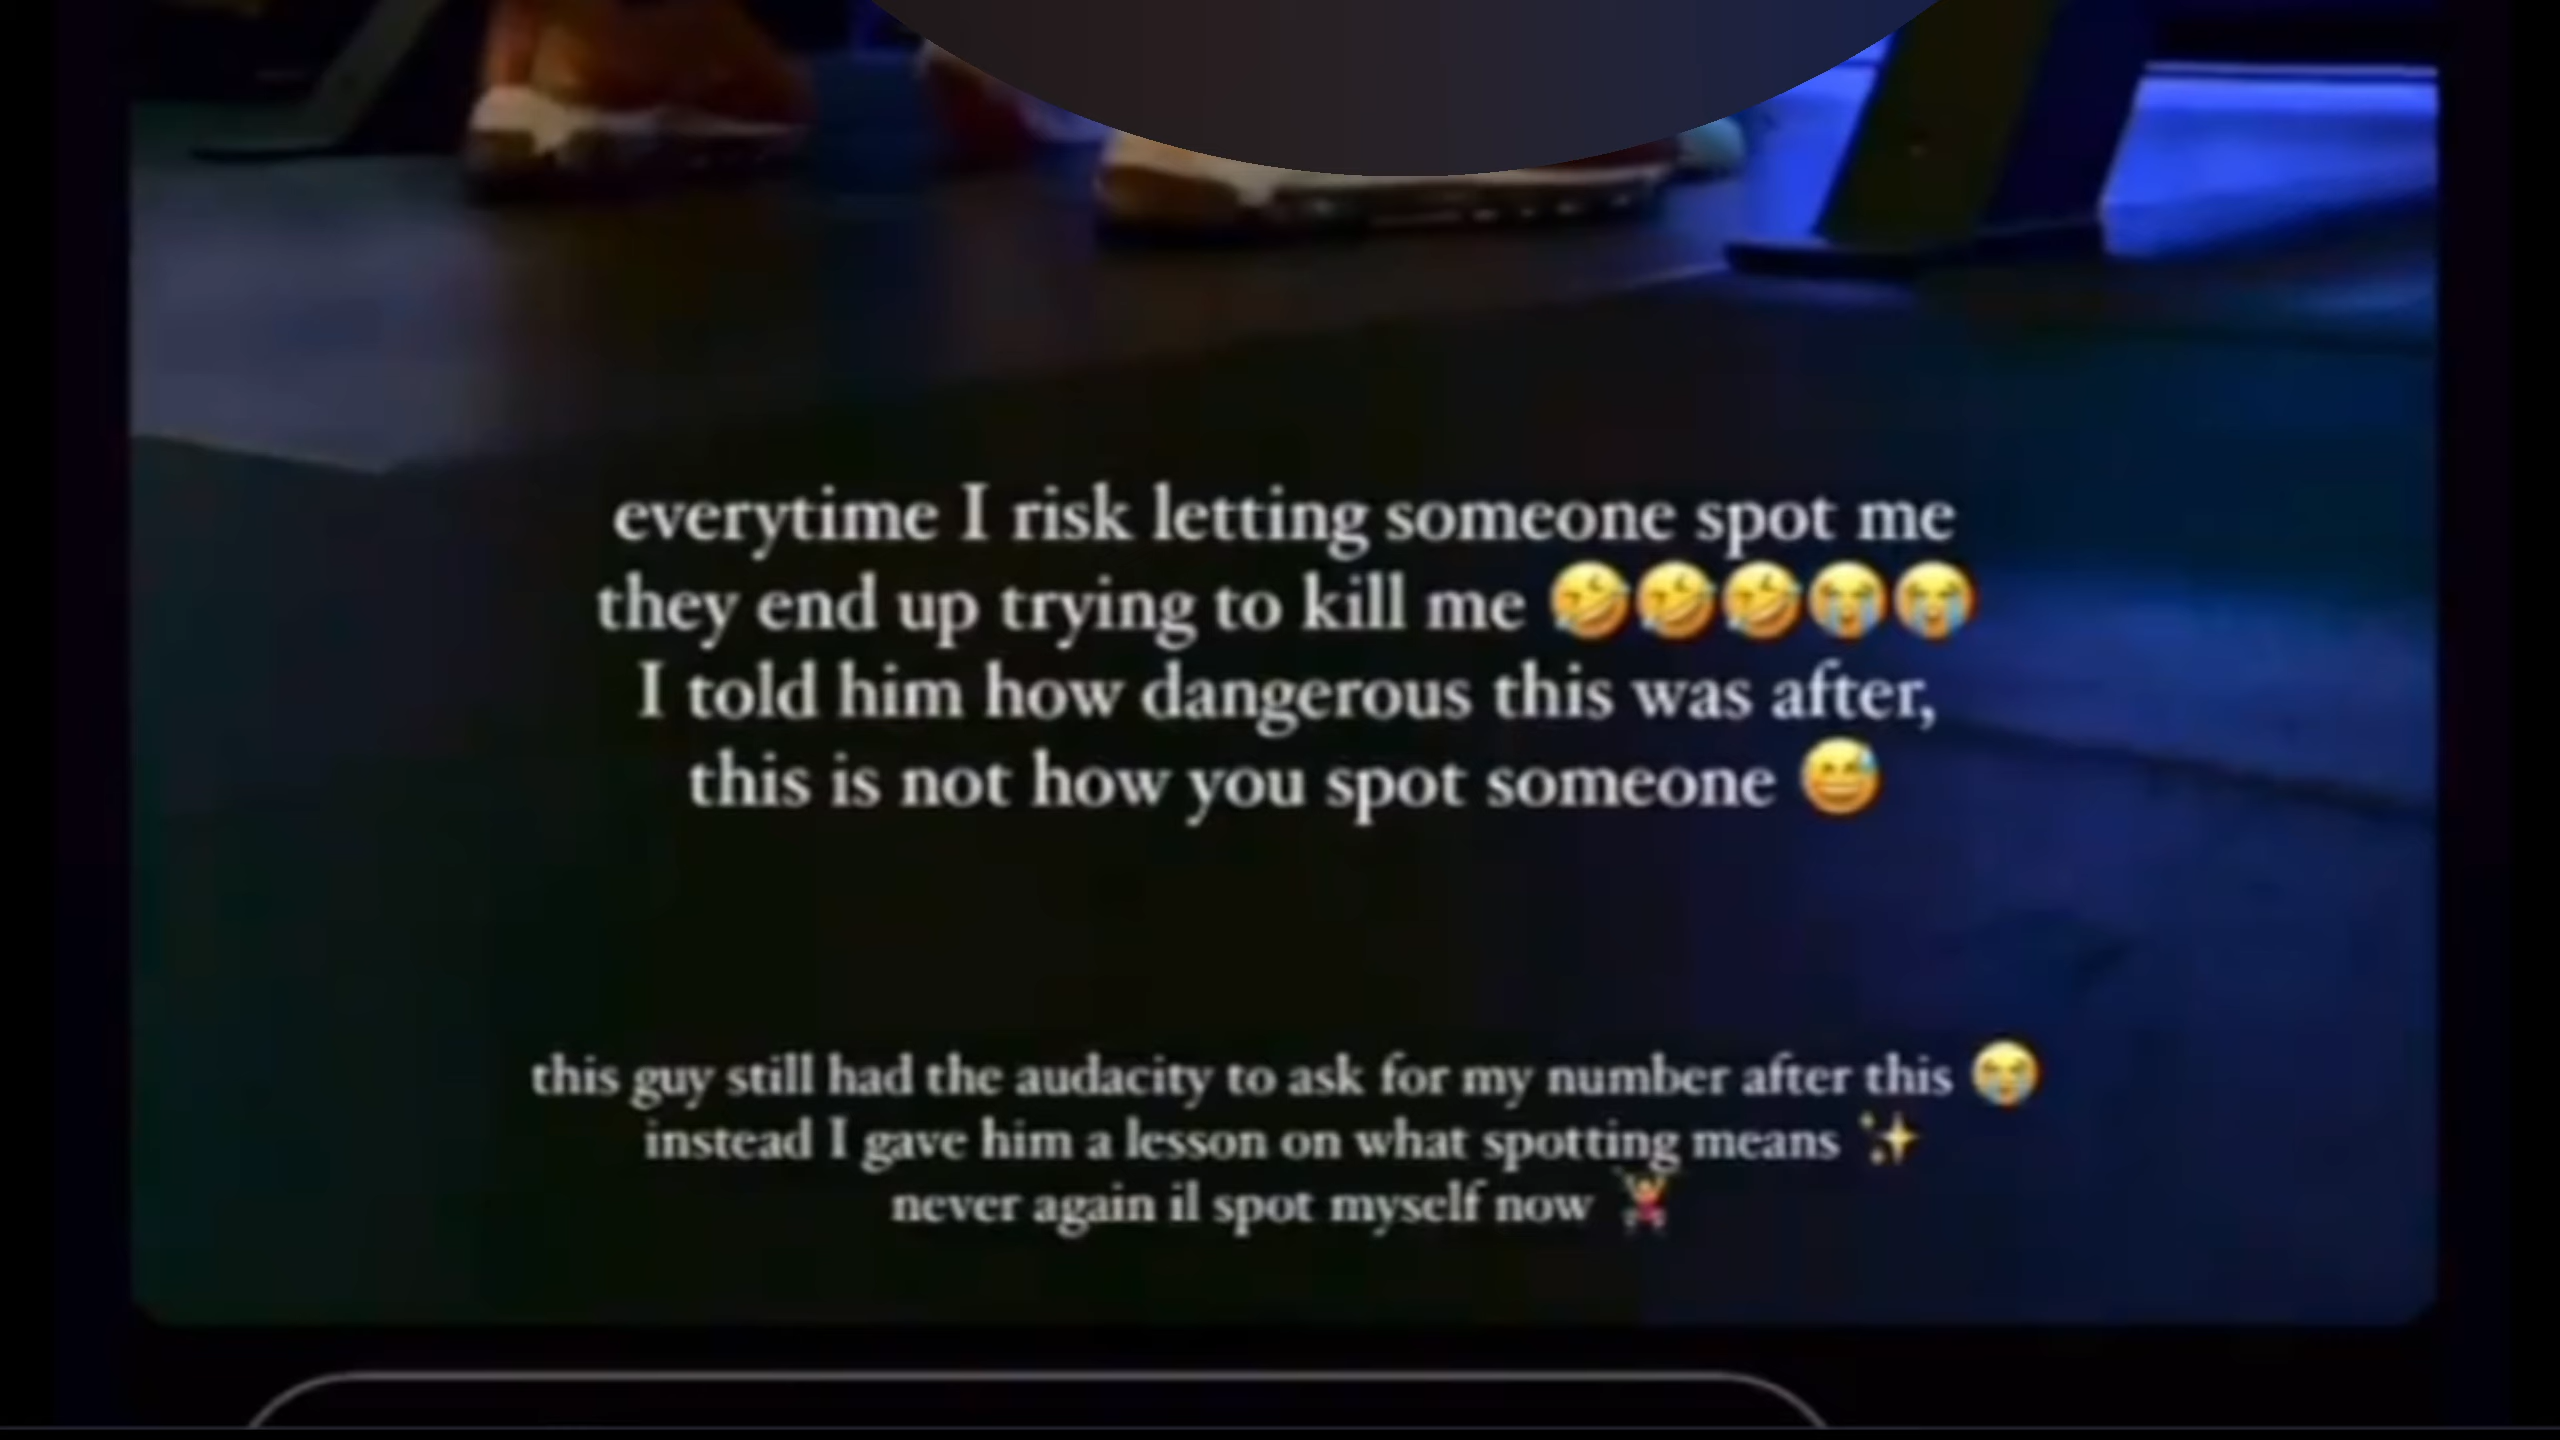 everytime I risk letting someone spot me
they end up trying to kill me 🤣🤣🤣😭😭
I told him how dangerous this was after,
this is not how you spot someone 😅
this guy still had the audacity to ask for my number after this 😭
instead I gave him a lesson on what spotting means ✨
never again il spot myself now 🏋️